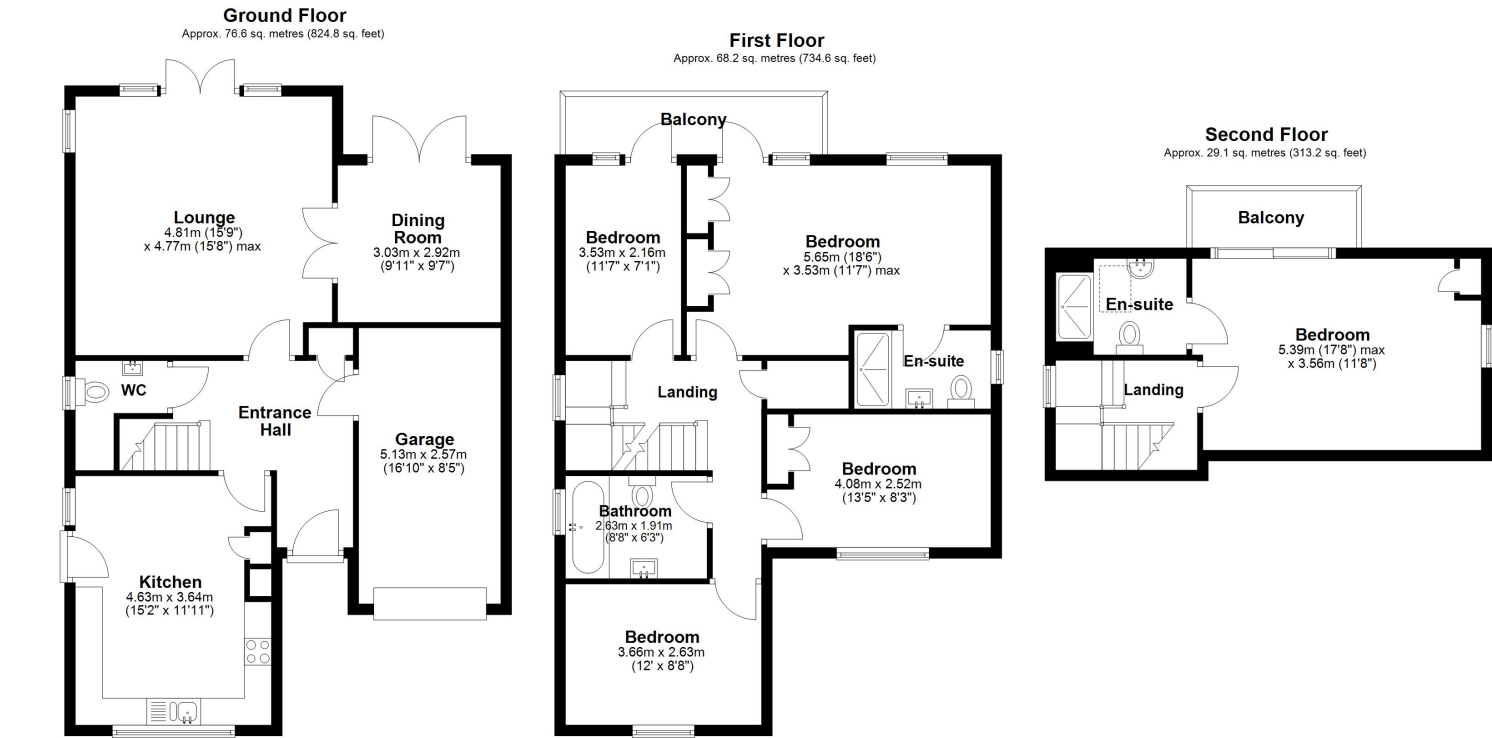 Ground Floor
Approx. 76.6 sq. metres (824.8 sq. feet)
Lounge
4.81m (15'9")
x 4.77m (15'8") max
Dining
Room
3.03m x 2.92m
(9'11" x 9'7")
WC
Entrance
Hall
Garage
5.13m x 2.57m
(16'10" x 8'5")
Kitchen
4.63m x 3.64m
(15'2" x 11'11")
First Floor
Approx. 68.2 sq. metres (734.6 sq. feet)
Balcony
Bedroom
3.53m x 2.16m
(11'7" x 7'1")
Bedroom
5.65m (18'6")
x 3.53m (11'7") max
En-suite
Landing
Bedroom
4.08m x 2.52m
(13'5" x 8'3")
Bathroom
2.63m x 1.91m
(8'8" x 6'3")
Bedroom
3.66m x 2.63m
(12' x 8'8")
Second Floor
Approx. 29.1 sq. metres (313.2 sq. feet)
Balcony
En-suite
Bedroom
5.39m (17'8") max
x 3.56m (11'8")
Landing